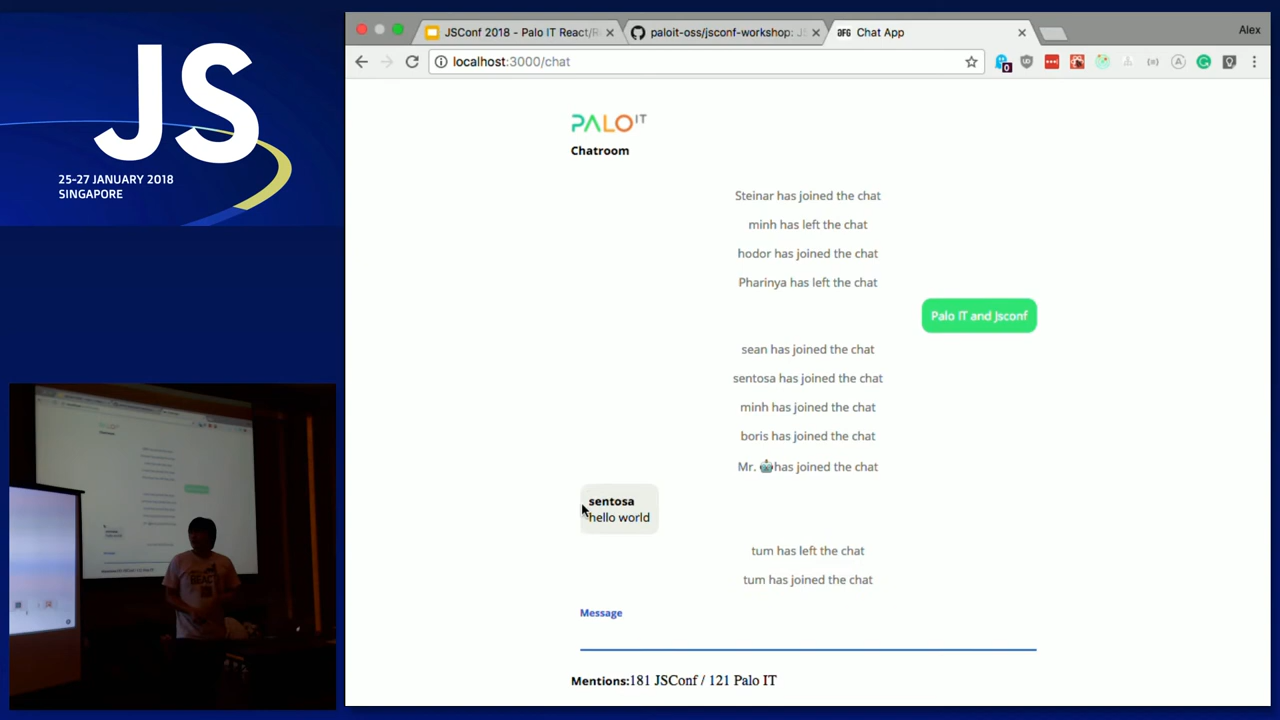 JS
25-27 JANUARY 2018
SINGAPORE
JSConf 2018 - Palo IT React/R
paloit-oss/jsconf-workshop: JS
Chat App
Alex
localhost:3000/chat
PALO IT
Chatroom
Steinar has joined the chat
minh has left the chat
hodor has joined the chat
Pharinya has left the chat
Palo IT and Jsconf
sean has joined the chat
sentosa has joined the chat
minh has joined the chat
boris has joined the chat
Mr. 🤖has joined the chat
sentosa
hello world
tum has left the chat
tum has joined the chat
Message
Mentions:181 JSConf / 121 Palo IT